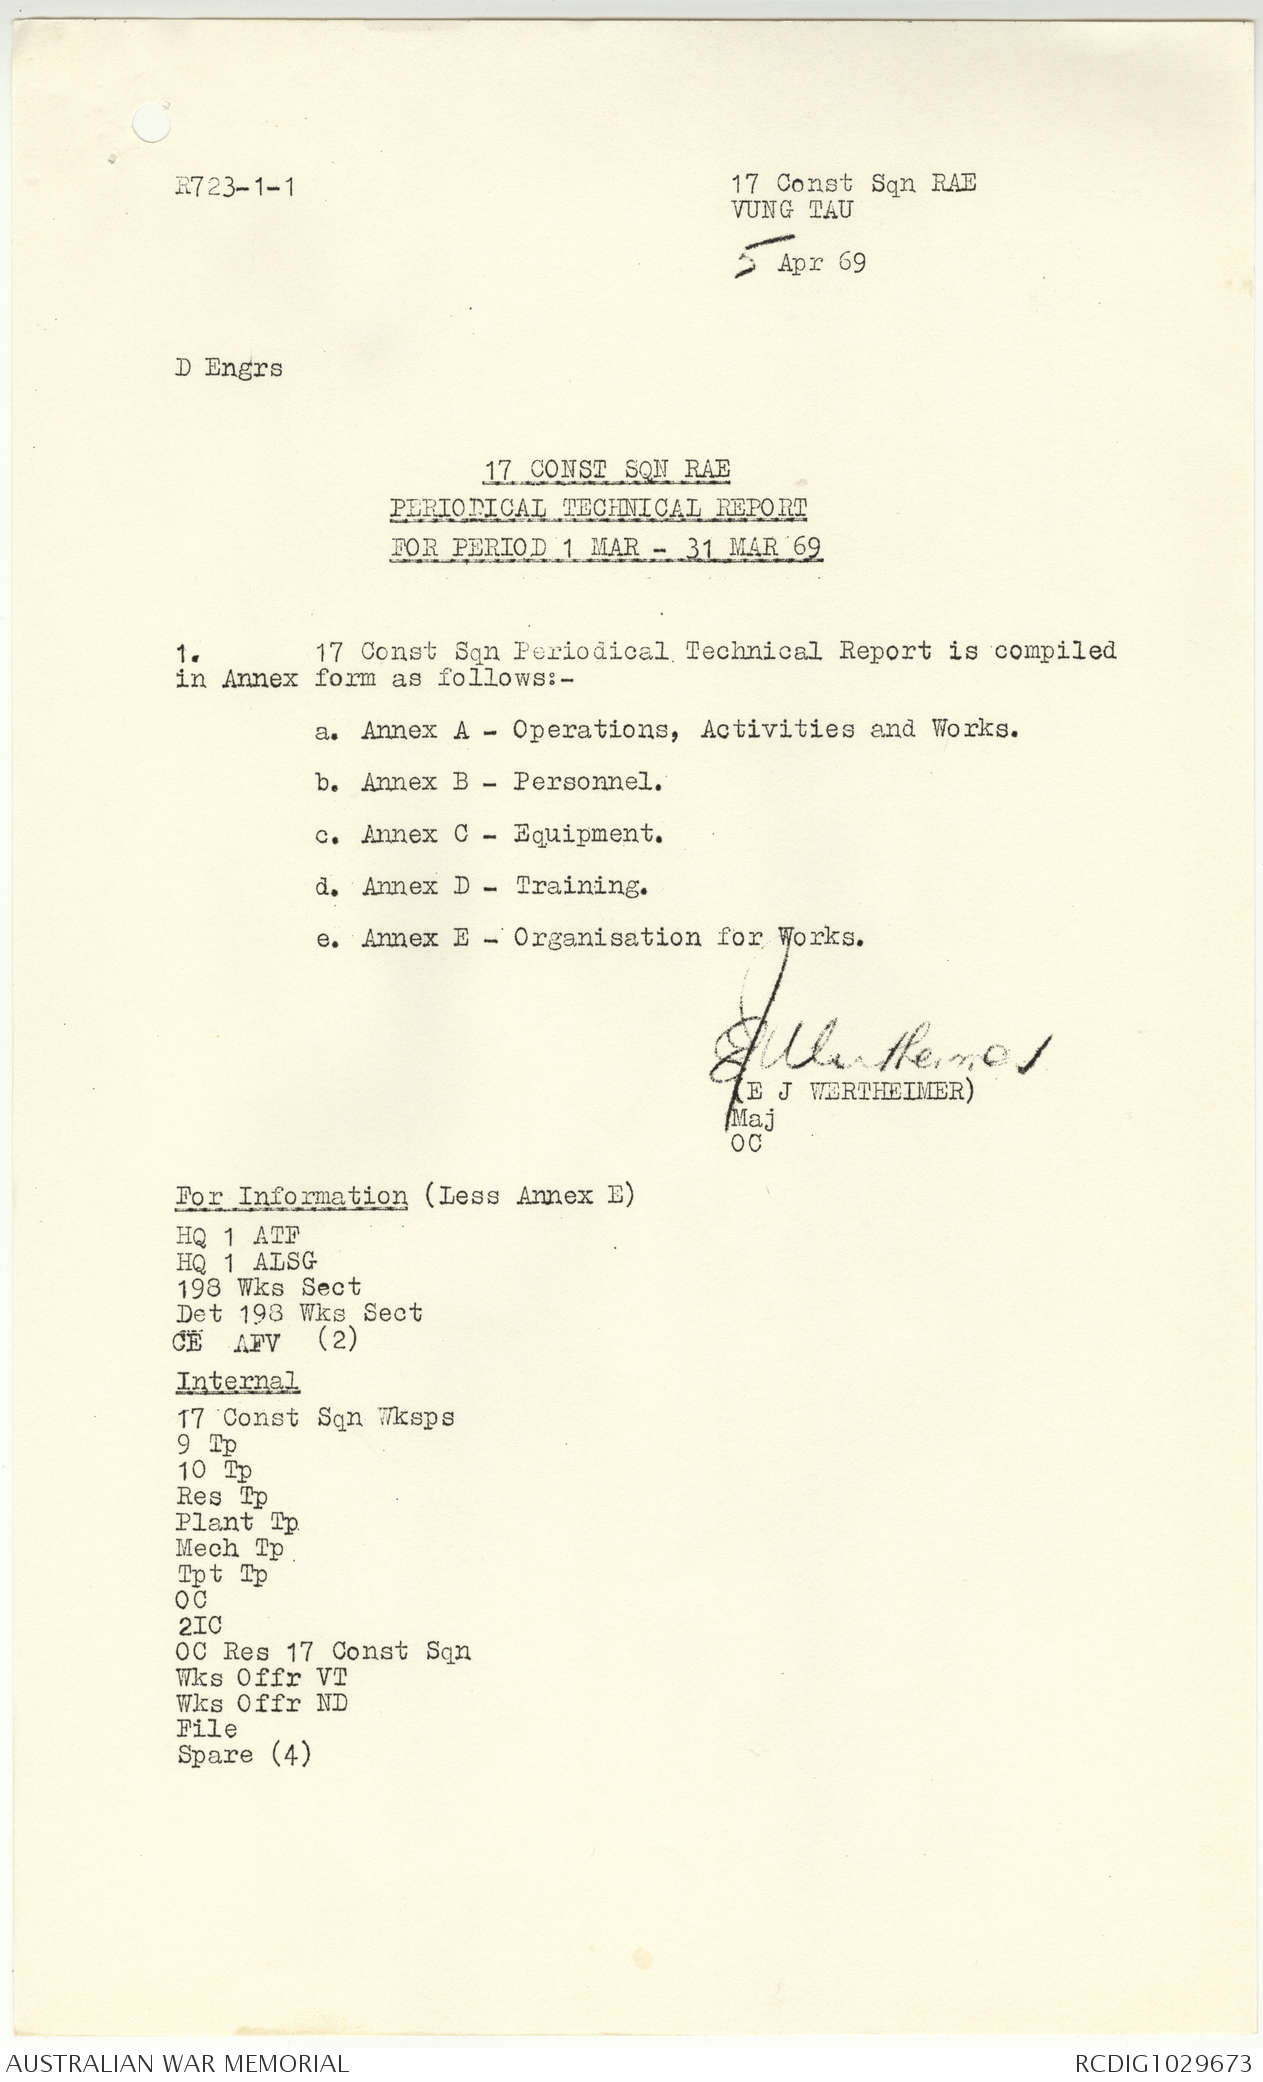 R723-1-1
17 Const Sqn RAE
VUNG TAU
5 Apr 69
D Engrs
17 CONST SQN RAE
PERIODICAL TECHNICAL REPORT
FOR PERIOD 1 MAR - 31 MAR 69
1. 17 Const Sqn Periodical Technical Report is compiled
in Annex form as follows:-
a. Annex A - Operations, Activities and Works.
b. Annex B - Personnel.
c. Annex C - Equipment.
d. Annex D - Training.
e. Annex E - Organisation for Works.
EJWertheimer
(E J WERTHEIMER)
Maj
OC
For Information (Less Annex E)
HQ 1 ATF
HQ 1 ALSG
198 Wks Sect
Det 198 Wks Sect
CE AFV (2)
Internal
17 Const Sqn Wksps
9 Tp
10 Tp
Res Tp
Plant Tp
Mech Tp
Tpt Tp
OC
2IC
OC Res 17 Const Sqn
Wks Offr VT
Wks Offr ND
File
Spare (4)
AUSTRALIAN WAR MEMORIAL
RCDIG1029673